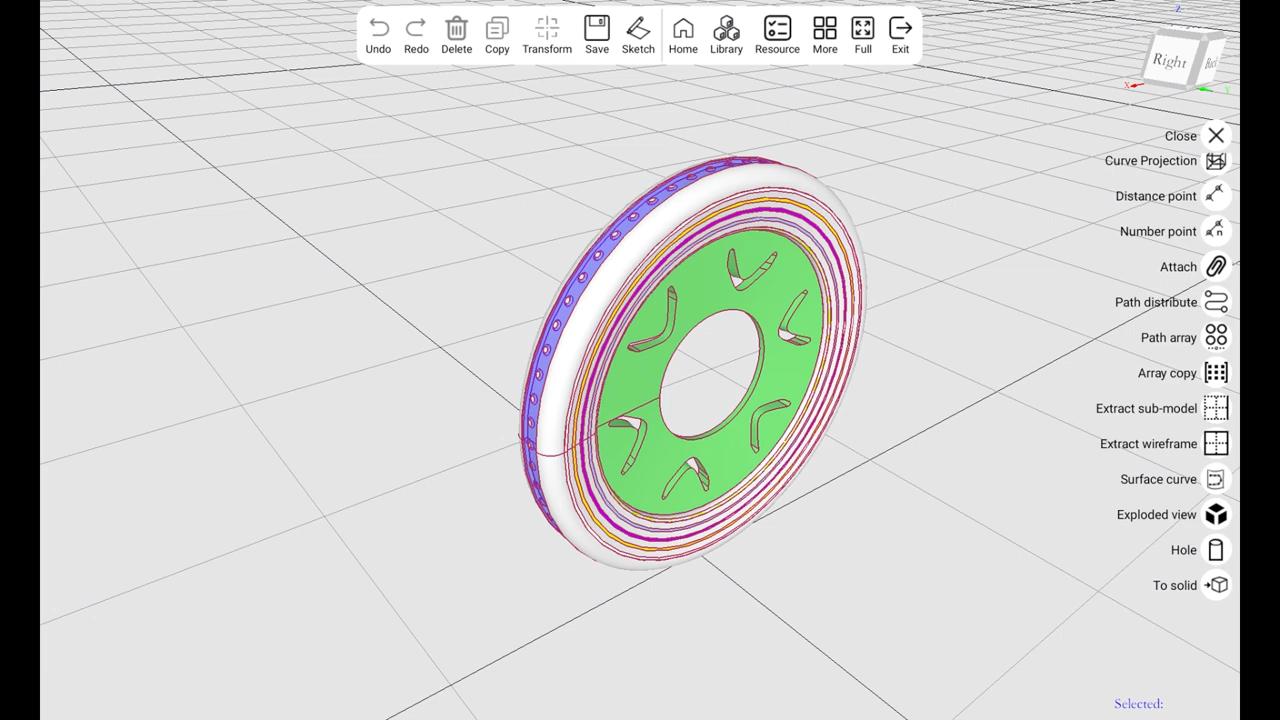 Undo Redo Delete Copy Transform Save Sketch Home Library Resource More Full Exit
Z
Right
X
Close
Curve Projection
Distance point
Number point
Attach
Path distribute
Path array
Array copy
Extract sub-model
Extract wireframe
Surface curve
Exploded view
Hole
To solid
Selected: